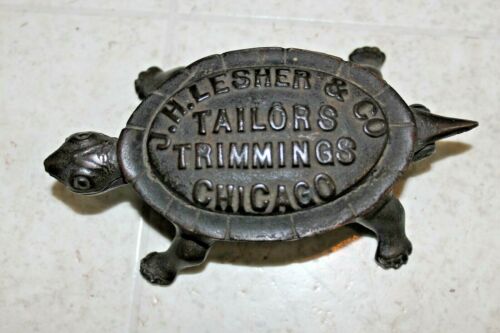 J.H. LESHER & CO
TAILORS
TRIMMINGS
CHICAGO